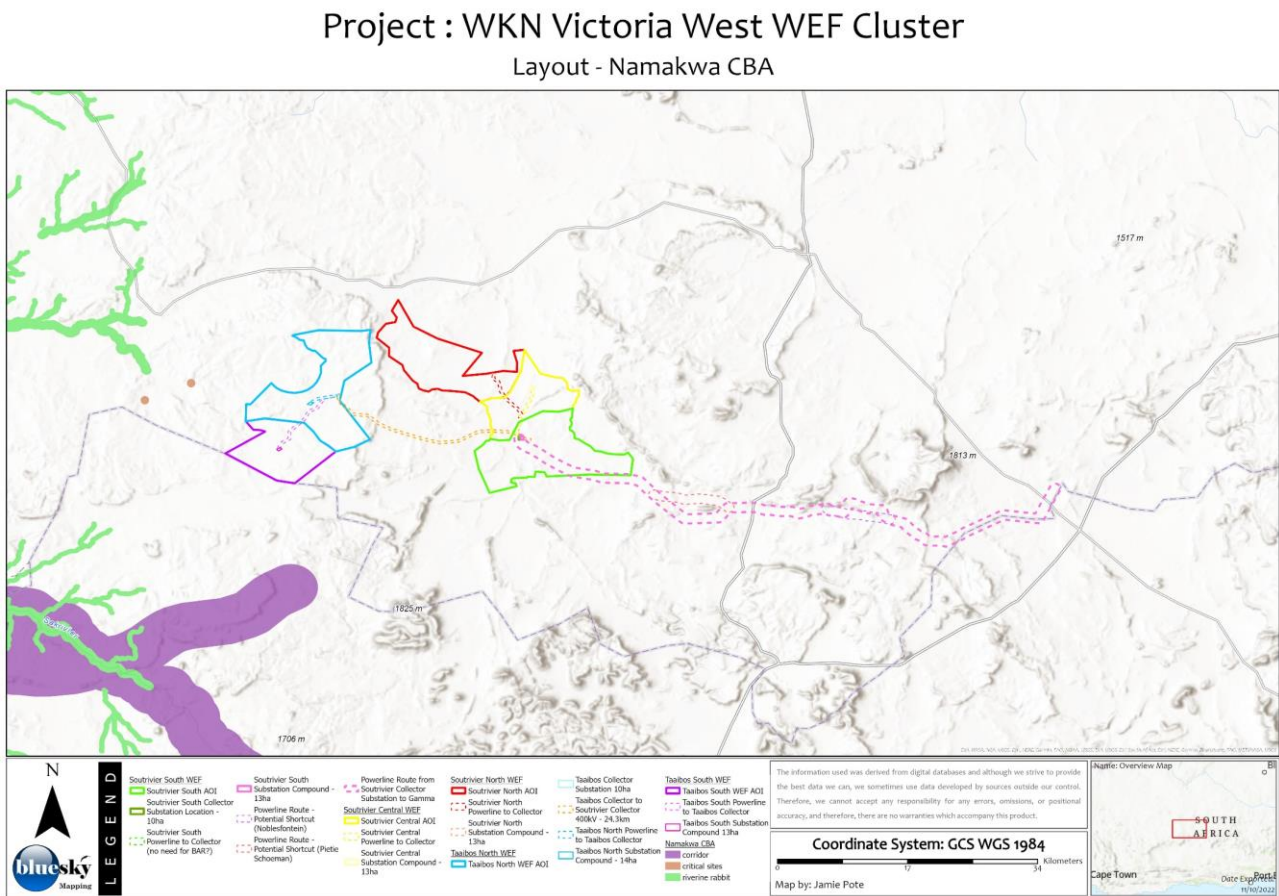 Project : WKN Victoria West WEF Cluster
Layout - Namakwa CBA
1517 m
1813 m
1825 m
1706 m
N
bluesky
Mapping
LEGEND
Soutrivier South WEF
Soutrivier South AOI
Soutrivier South Collector
Substation Location -
10ha
Soutrivier South
Powerline to Collector
(no need for BAR?)
Soutrivier South
Substation Compound -
13ha
Powerline Route -
Potential Shortcut
(Noblesfontein)
Powerline Route -
Potential Shortcut (Pietie
Schoeman)
Powerline Route from
Soutrivier Collector
Substation to Gamma
Soutrivier Central WEF
Soutrivier Central AOI
Soutrivier Central
Powerline to Collector
Soutrivier Central
Substation Compound -
13ha
Soutrivier North WEF
Soutrivier North AOI
Soutrivier North
Powerline to Collector
Soutrivier North
Substation Compound -
13ha
Taaibos North WEF
Taaibos North WEF AOI
Taaibos Collector
Substation 10ha
Taaibos Collector to
Soutrivier Collector
400kV - 24.3km
Taaibos North Powerline
to Taaibos Collector
Taaibos North Substation
Compound - 14ha
Taaibos South WEF
Taaibos South WEF AOI
Taaibos South Powerline
to Taaibos Collector
Taaibos South Substation
Compound 13ha
Namakwa CBA
corridor
critical sites
riverine rabbit
The information used was derived from digital databases and although we strive to provide
the best data we can, we sometimes use data developed by sources outside our control.
Therefore, we cannot accept any responsibility for any errors, omissions, or positional
accuracy, and therefore, there are no warranties which accompany this product.
Coordinate System: GCS WGS 1984
Kilometers
0 17 34
Map by: Jamie Pote
Name: Overview Map
Bl
SOUTH
AFRICA
Cape Town
Port
Date Exported:
11/10/2022